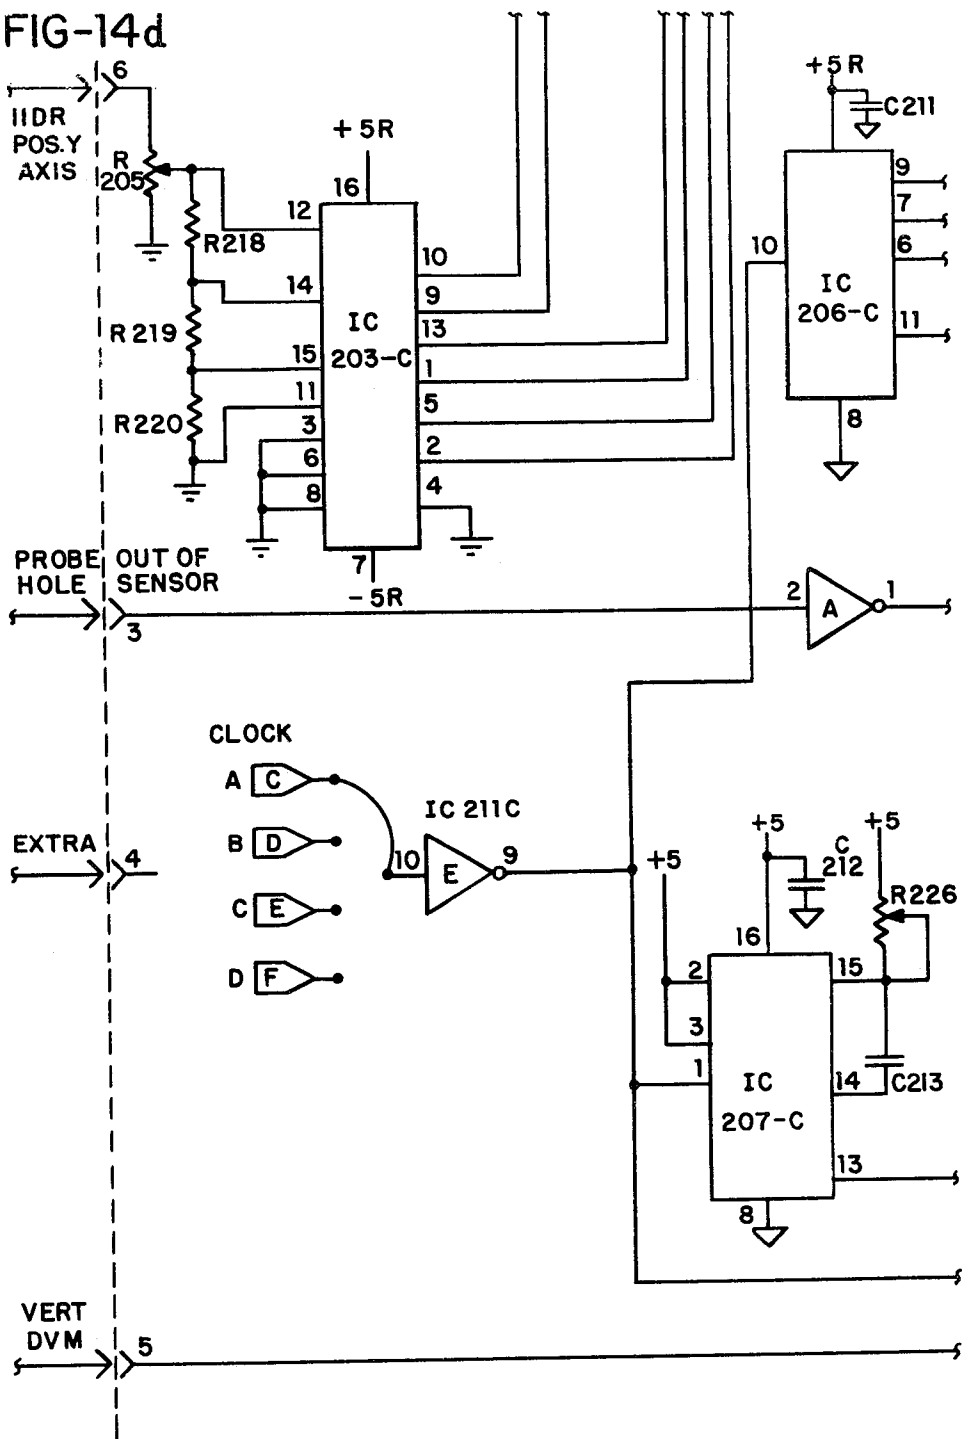 FIG-14d
6
11DR
POS.Y
AXIS
R
205
R218
R219
R220
+5R
16
12
14
15
11
3
6
8
IC
203-C
10
9
13
1
5
2
4
7
-5R
+5R
C211
10
IC
206-C
9
7
6
11
8
PROBE OUT OF
HOLE SENSOR
3
2
A
1
CLOCK
A C
B D
C E
D F
IC 211C
10
E
9
EXTRA
4
+5
+5
C
212
+5
R226
16
2
3
1
IC
207-C
15
14
C213
13
8
VERT
DVM
5